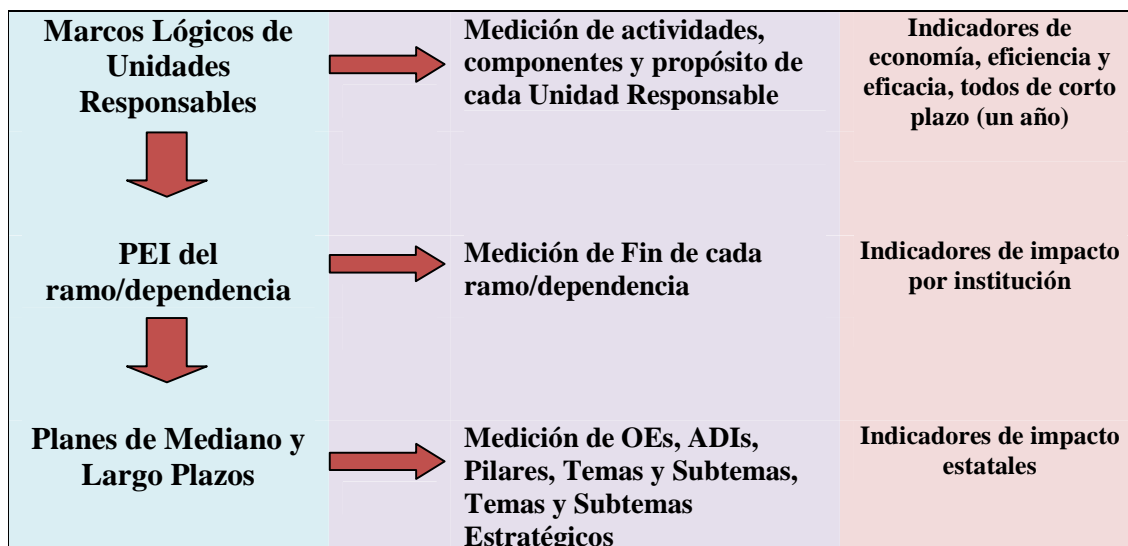 Marcos Lógicos de
Unidades
Responsables
Medición de actividades,
componentes y propósito de
cada Unidad Responsable
Indicadores de
economía, eficiencia y
eficacia, todos de corto
plazo (un año)
PEI del
ramo/dependencia
Medición de Fin de cada
ramo/dependencia
Indicadores de impacto
por institución
Planes de Mediano y
Largo Plazos
Medición de OEs, ADIs,
Pilares, Temas y Subtemas,
Temas y Subtemas
Estratégicos
Indicadores de impacto
estatales